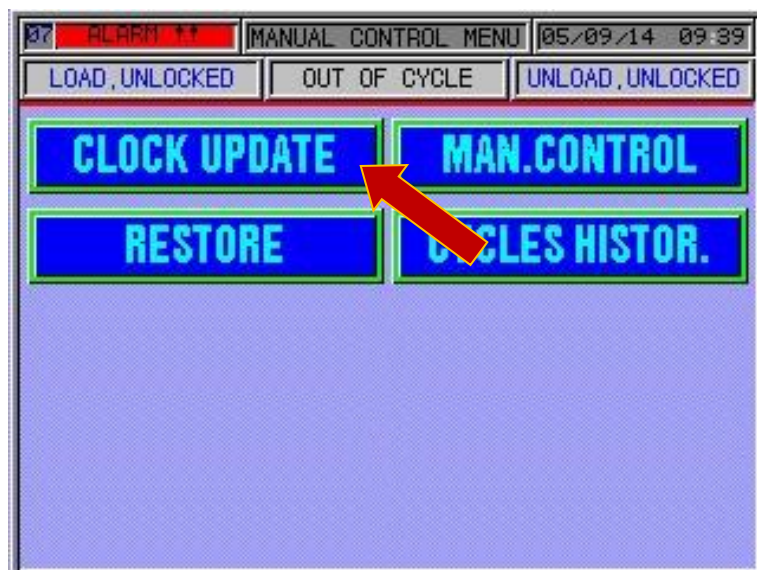 07 ALARM !! MANUAL CONTROL MENU 05/09/14 09:39
LOAD,UNLOCKED OUT OF CYCLE UNLOAD,UNLOCKED
CLOCK UPDATE MAN.CONTROL
RESTORE CYCLES HISTOR.